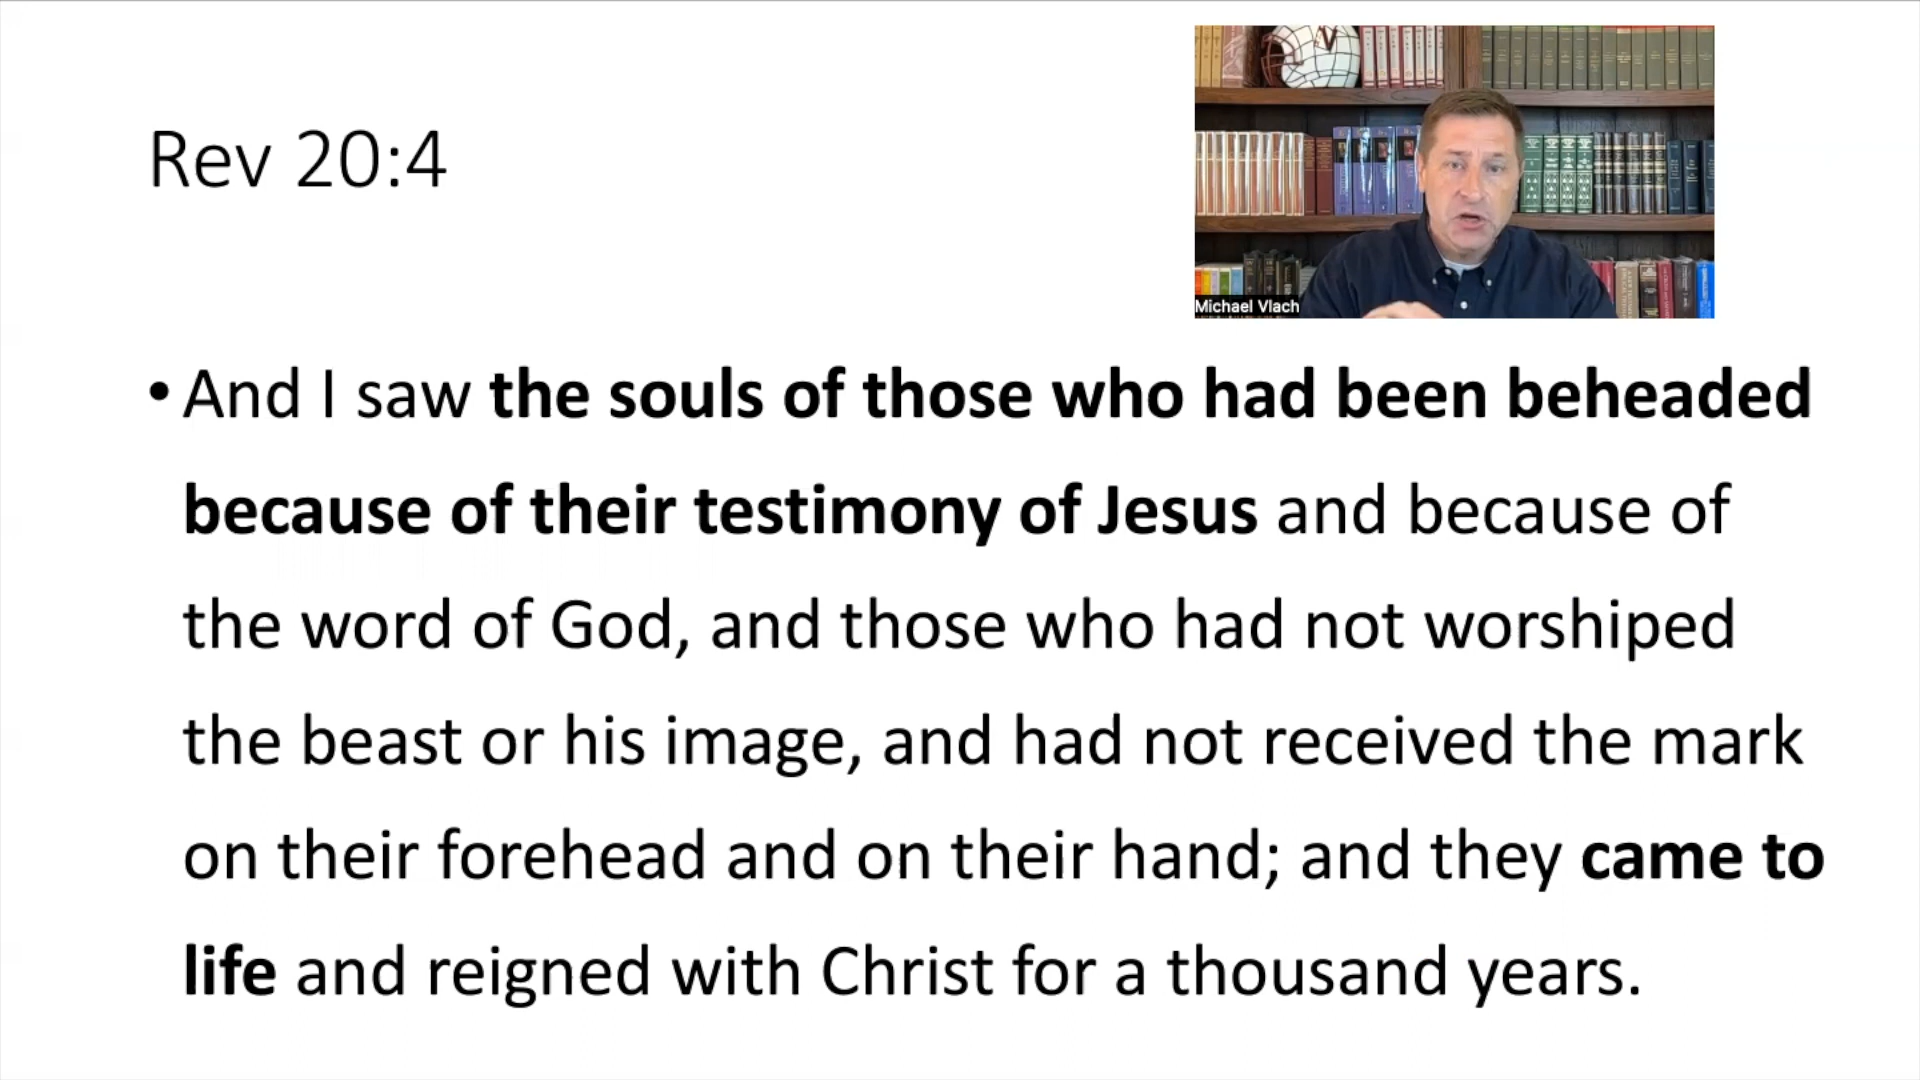 Rev 20:4
Michael Vlach
• And I saw the souls of those who had been beheaded
because of their testimony of Jesus and because of
the word of God, and those who had not worshiped
the beast or his image, and had not received the mark
on their forehead and on their hand; and they came to
life and reigned with Christ for a thousand years.